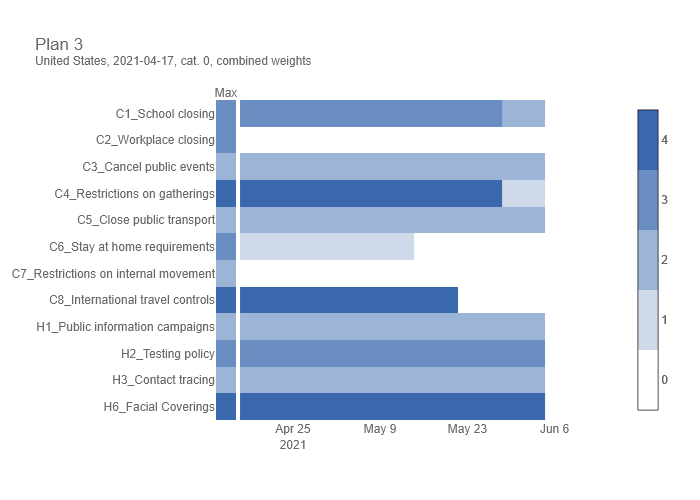 Plan 3
United States, 2021-04-17, cat. 0, combined weights
Max
C1_School closing
C2_Workplace closing
C3_Cancel public events
C4_Restrictions on gatherings
C5_Close public transport
C6_Stay at home requirements
C7_Restrictions on internal movement
C8_International travel controls
H1_Public information campaigns
H2_Testing policy
H3_Contact tracing
H6_Facial Coverings
Apr 25 May 9 May 23 Jun 6
2021
4
3
2
1
0